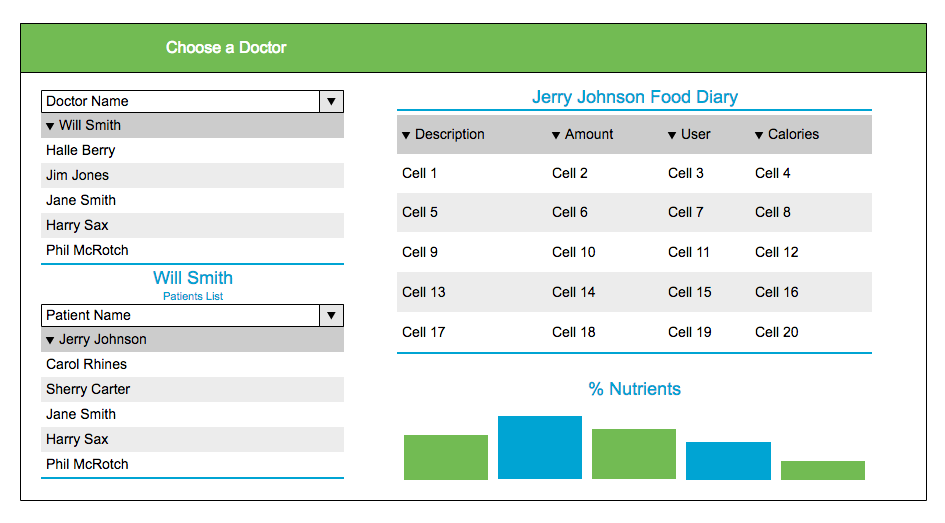 Choose a Doctor
Doctor Name
Will Smith
Halle Berry
Jim Jones
Jane Smith
Harry Sax
Phil McRotch
Will Smith
Patients List
Patient Name
Jerry Johnson
Carol Rhines
Sherry Carter
Jane Smith
Harry Sax
Phil McRotch
Jerry Johnson Food Diary
Description Amount User Calories
Cell 1 Cell 2 Cell 3 Cell 4
Cell 5 Cell 6 Cell 7 Cell 8
Cell 9 Cell 10 Cell 11 Cell 12
Cell 13 Cell 14 Cell 15 Cell 16
Cell 17 Cell 18 Cell 19 Cell 20
% Nutrients